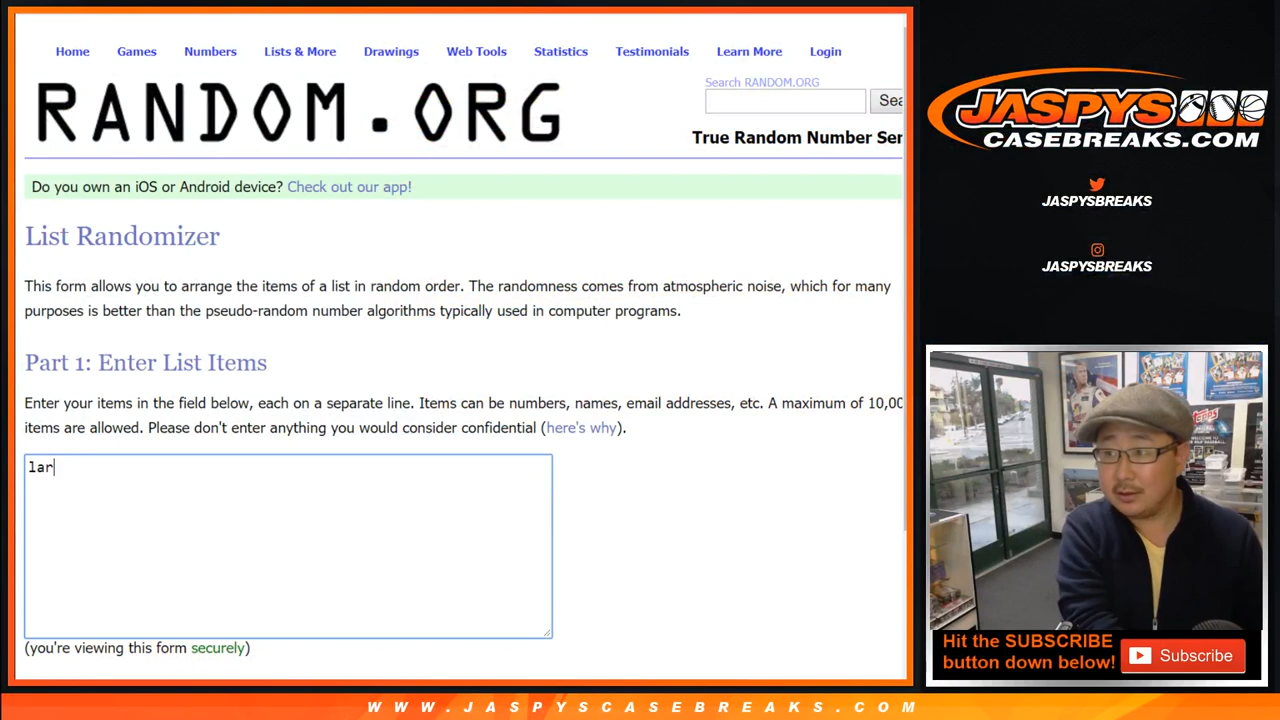 Home Games Numbers Lists & More Drawings Web Tools Statistics Testimonials Learn More Login
RANDOM.ORG
Search RANDOM.ORG
Sea
True Random Number Ser
Do you own an iOS or Android device? Check out our app!
List Randomizer
This form allows you to arrange the items of a list in random order. The randomness comes from atmospheric noise, which for many
purposes is better than the pseudo-random number algorithms typically used in computer programs.
Part 1: Enter List Items
Enter your items in the field below, each on a separate line. Items can be numbers, names, email addresses, etc. A maximum of 10,00
items are allowed. Please don't enter anything you would consider confidential (here's why).
lar
(you're viewing this form securely)
JASPYS
CASEBREAKS.COM
JASPYSBREAKS
JASPYSBREAKS
TOPPS
Hit the SUBSCRIBE
button down below!
Subscribe
WWW.JASPYSCASEBREAKS.COM